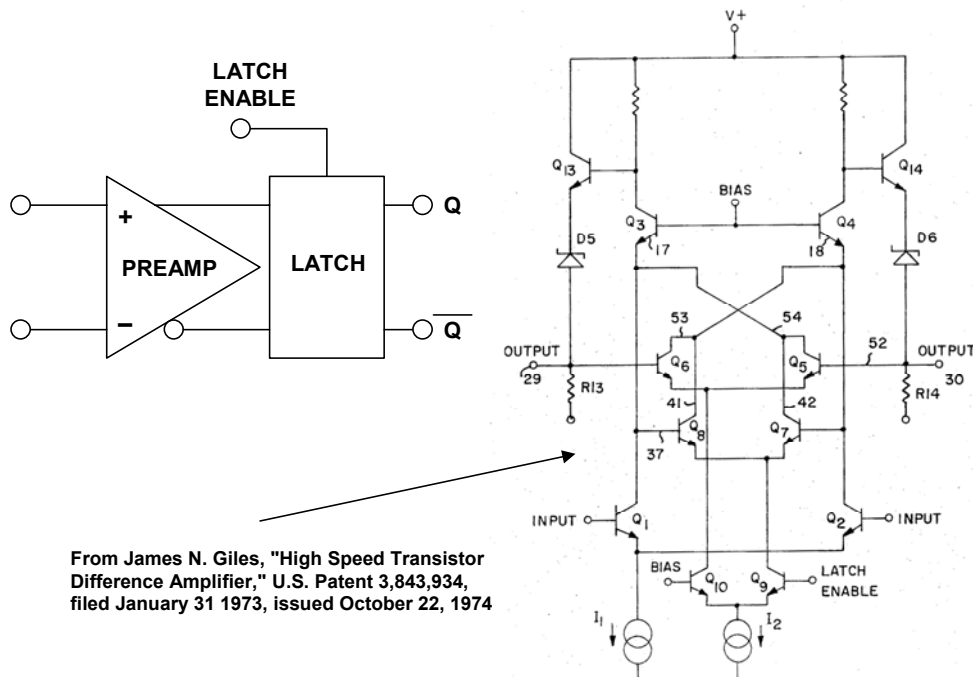 LATCH
ENABLE
+
PREAMP
−
LATCH
Q
Q
From James N. Giles, "High Speed Transistor
Difference Amplifier," U.S. Patent 3,843,934,
filed January 31 1973, issued October 22, 1974
V+
Q13
Q14
BIAS
Q3
Q4
D5
17
18
D6
53
54
OUTPUT
29
Q6
Q5
52
OUTPUT
30
R13
R14
41
42
Q8
Q7
37
INPUT
Q1
Q2
INPUT
BIAS
Q10
Q9
LATCH
ENABLE
I1
I2